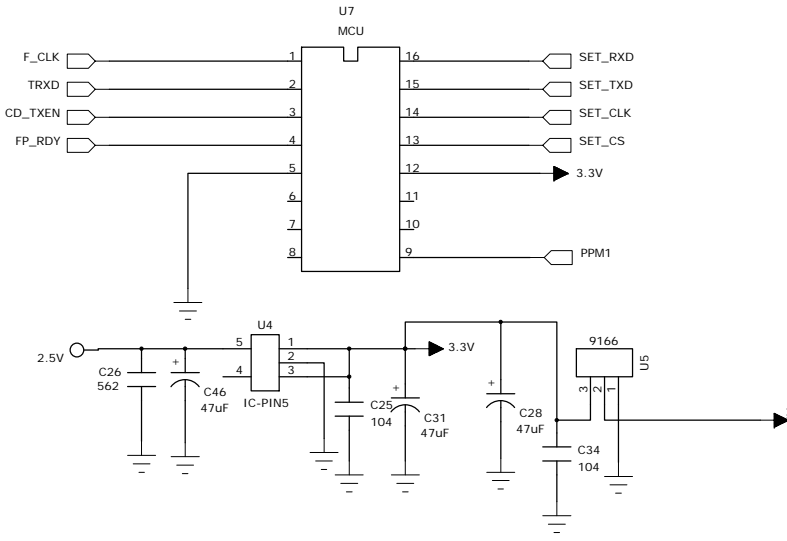 U7
MCU
F_CLK 1 16 SET_RXD
TRXD 2 15 SET_TXD
CD_TXEN 3 14 SET_CLK
FP_RDY 4 13 SET_CS
5 12 3.3V
6 11
7 10
8 9 PPM1
U4
2.5V 5 1 3.3V
2
4 3
IC-PIN5
C26
562
+
C46
47uF
C25
104
+
C31
47uF
+
C28
47uF
C34
104
9166
U5
3 2 1